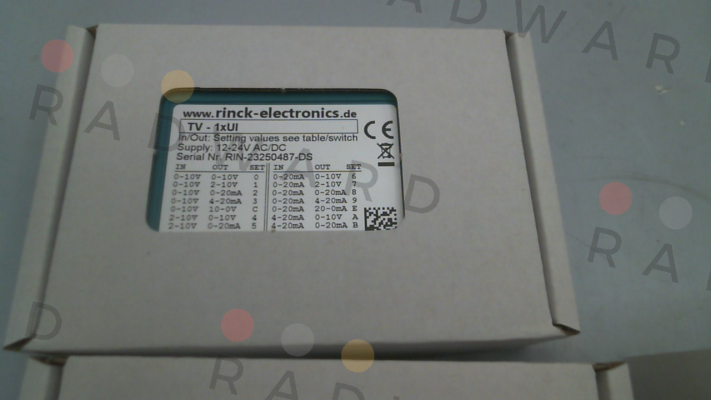 www.rinck-electronics.de
TV - 1xUI
In/Out: Setting values see table/switch
Supply: 12-24V AC/DC
Serial Nr. RIN-23250487-DS
IN OUT SET IN OUT SET
0-10V 0-10V 0 0-20mA 0-10V 6
0-10V 2-10V 1 0-20mA 2-10V 7
0-10V 0-20mA 2 0-20mA 0-20mA 8
0-10V 4-20mA 3 0-20mA 4-20mA 9
0-10V 10-0V C 0-20mA 20-0mA E
2-10V 0-10V 4 4-20mA 0-10V A
2-10V 0-20mA 5 4-20mA 0-20mA B
CE
RADWARD
RADWARD
RADWARD